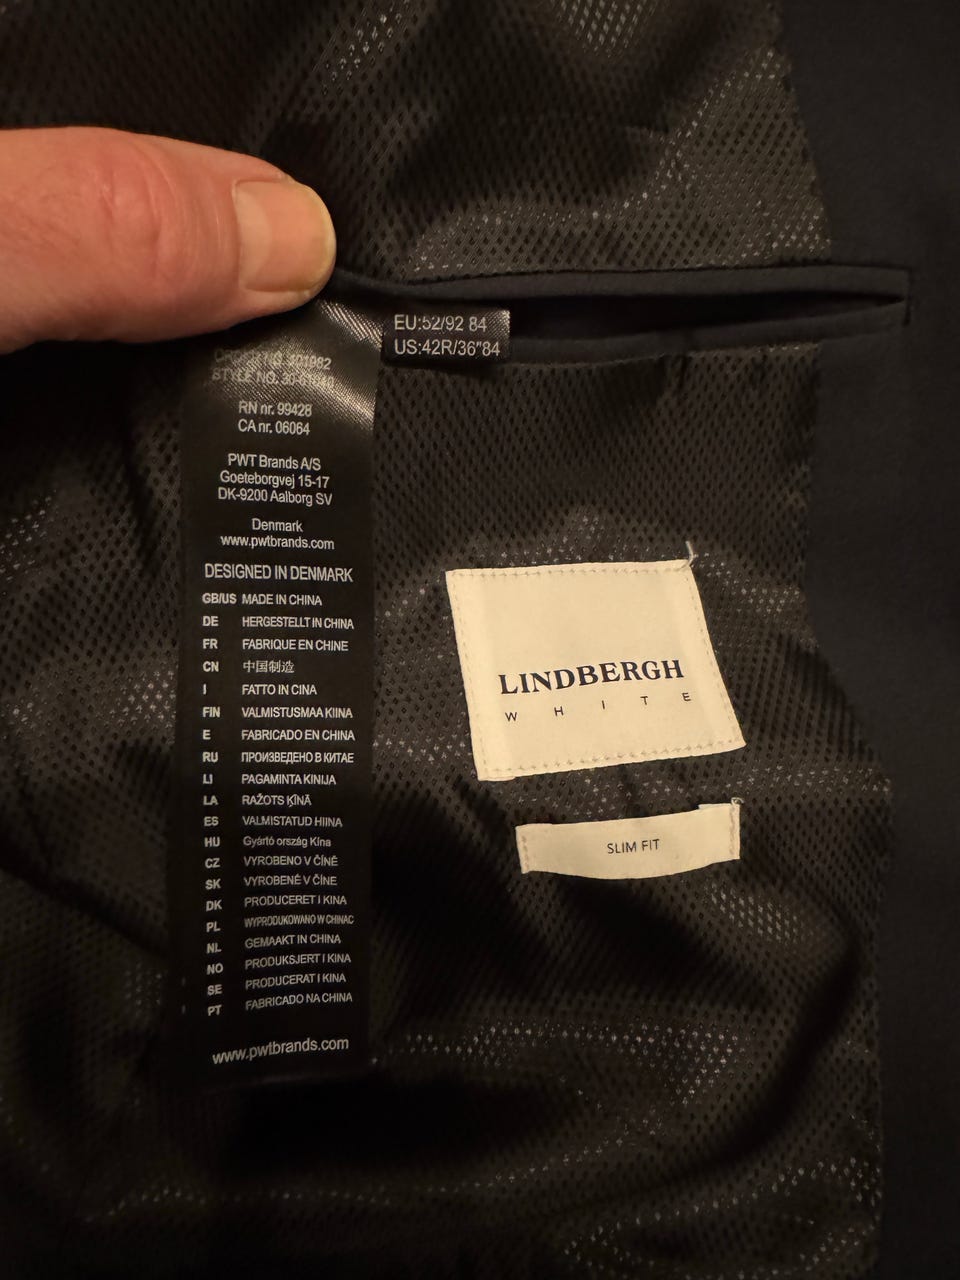 EU:52/92 84
US:42R/36"84
STYLE NO.
RN nr. 99428
CA nr. 06064
PWT Brands A/S
Goeteborgvej 15-17
DK-9200 Aalborg SV
Denmark
www.pwtbrands.com
DESIGNED IN DENMARK
GB/US MADE IN CHINA
DE HERGESTELLT IN CHINA
FR FABRIQUE EN CHINE
CN 中国制造
I FATTO IN CINA
FIN VALMISTUSMAA KIINA
E FABRICADO EN CHINA
RU ПРОИЗВЕДЕНО В КИТАЕ
LI PAGAMINTA KINIJA
LA RAŽOTS ĶĪNĀ
ES VALMISTATUD HIINA
HU Gyártó ország Kína
CZ VYROBENO V ČÍNĚ
SK VYROBENÉ V ČÍNE
DK PRODUCERET I KINA
PL WYPRODUKOWANO W CHINAC
NL GEMAAKT IN CHINA
NO PRODUKSJERT I KINA
SE PRODUCERAT I KINA
PT FABRICADO NA CHINA
www.pwtbrands.com
LINDBERGH
WHITE
SLIM FIT